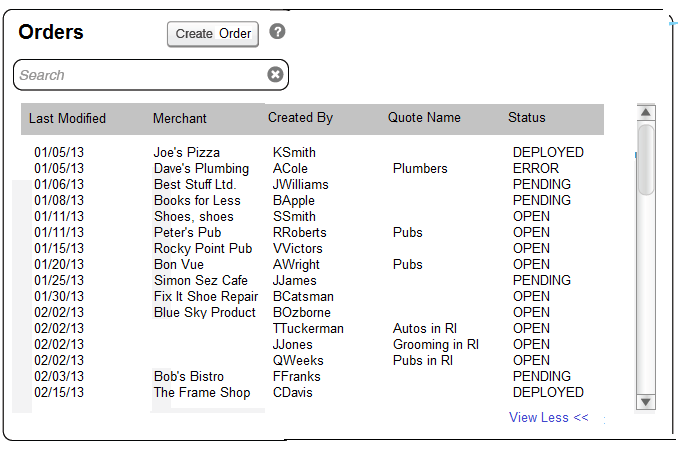 Orders Create Order ?
Search
Last Modified Merchant Created By Quote Name Status
01/05/13 Joe's Pizza KSmith DEPLOYED
01/05/13 Dave's Plumbing ACole Plumbers ERROR
01/06/13 Best Stuff Ltd. JWilliams PENDING
01/08/13 Books for Less BApple PENDING
01/11/13 Shoes, shoes SSmith OPEN
01/11/13 Peter's Pub RRoberts Pubs OPEN
01/15/13 Rocky Point Pub VVictors OPEN
01/20/13 Bon Vue AWright Pubs OPEN
01/25/13 Simon Sez Cafe JJames PENDING
01/30/13 Fix It Shoe Repair BCatsman OPEN
02/02/13 Blue Sky Product BOzborne OPEN
02/02/13 TTuckerman Autos in RI OPEN
02/02/13 JJones Grooming in RI OPEN
02/02/13 QWeeks Pubs in RI OPEN
02/03/13 Bob's Bistro FFranks PENDING
02/15/13 The Frame Shop CDavis DEPLOYED
View Less <<